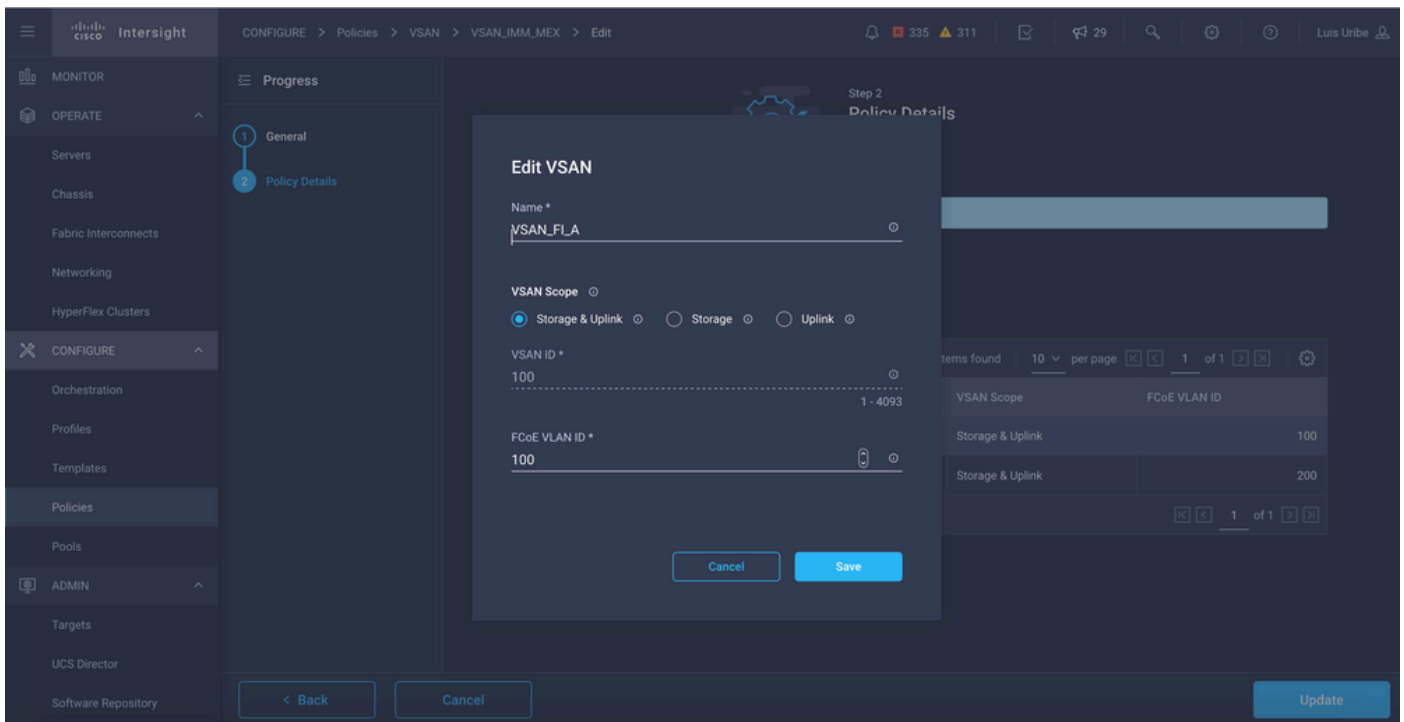 cisco Intersight CONFIGURE > Policies > VSAN > VSAN_IMM_MEX > Edit 335 311 29 Luis Uribe
MONITOR
OPERATE
Servers
Chassis
Fabric Interconnects
Networking
HyperFlex Clusters
CONFIGURE
Orchestration
Profiles
Templates
Policies
Pools
ADMIN
Targets
UCS Director
Software Repository
Progress
1 General
2 Policy Details
Step 2
Policy Details
Edit VSAN
Name *
VSAN_FI_A
VSAN Scope
Storage & Uplink Storage Uplink
VSAN ID *
100
1 - 4093
FCoE VLAN ID *
100
Cancel Save
tems found 10 per page 1 of 1
VSAN Scope FCoE VLAN ID
Storage & Uplink 100
Storage & Uplink 200
1 of 1
< Back Cancel Update